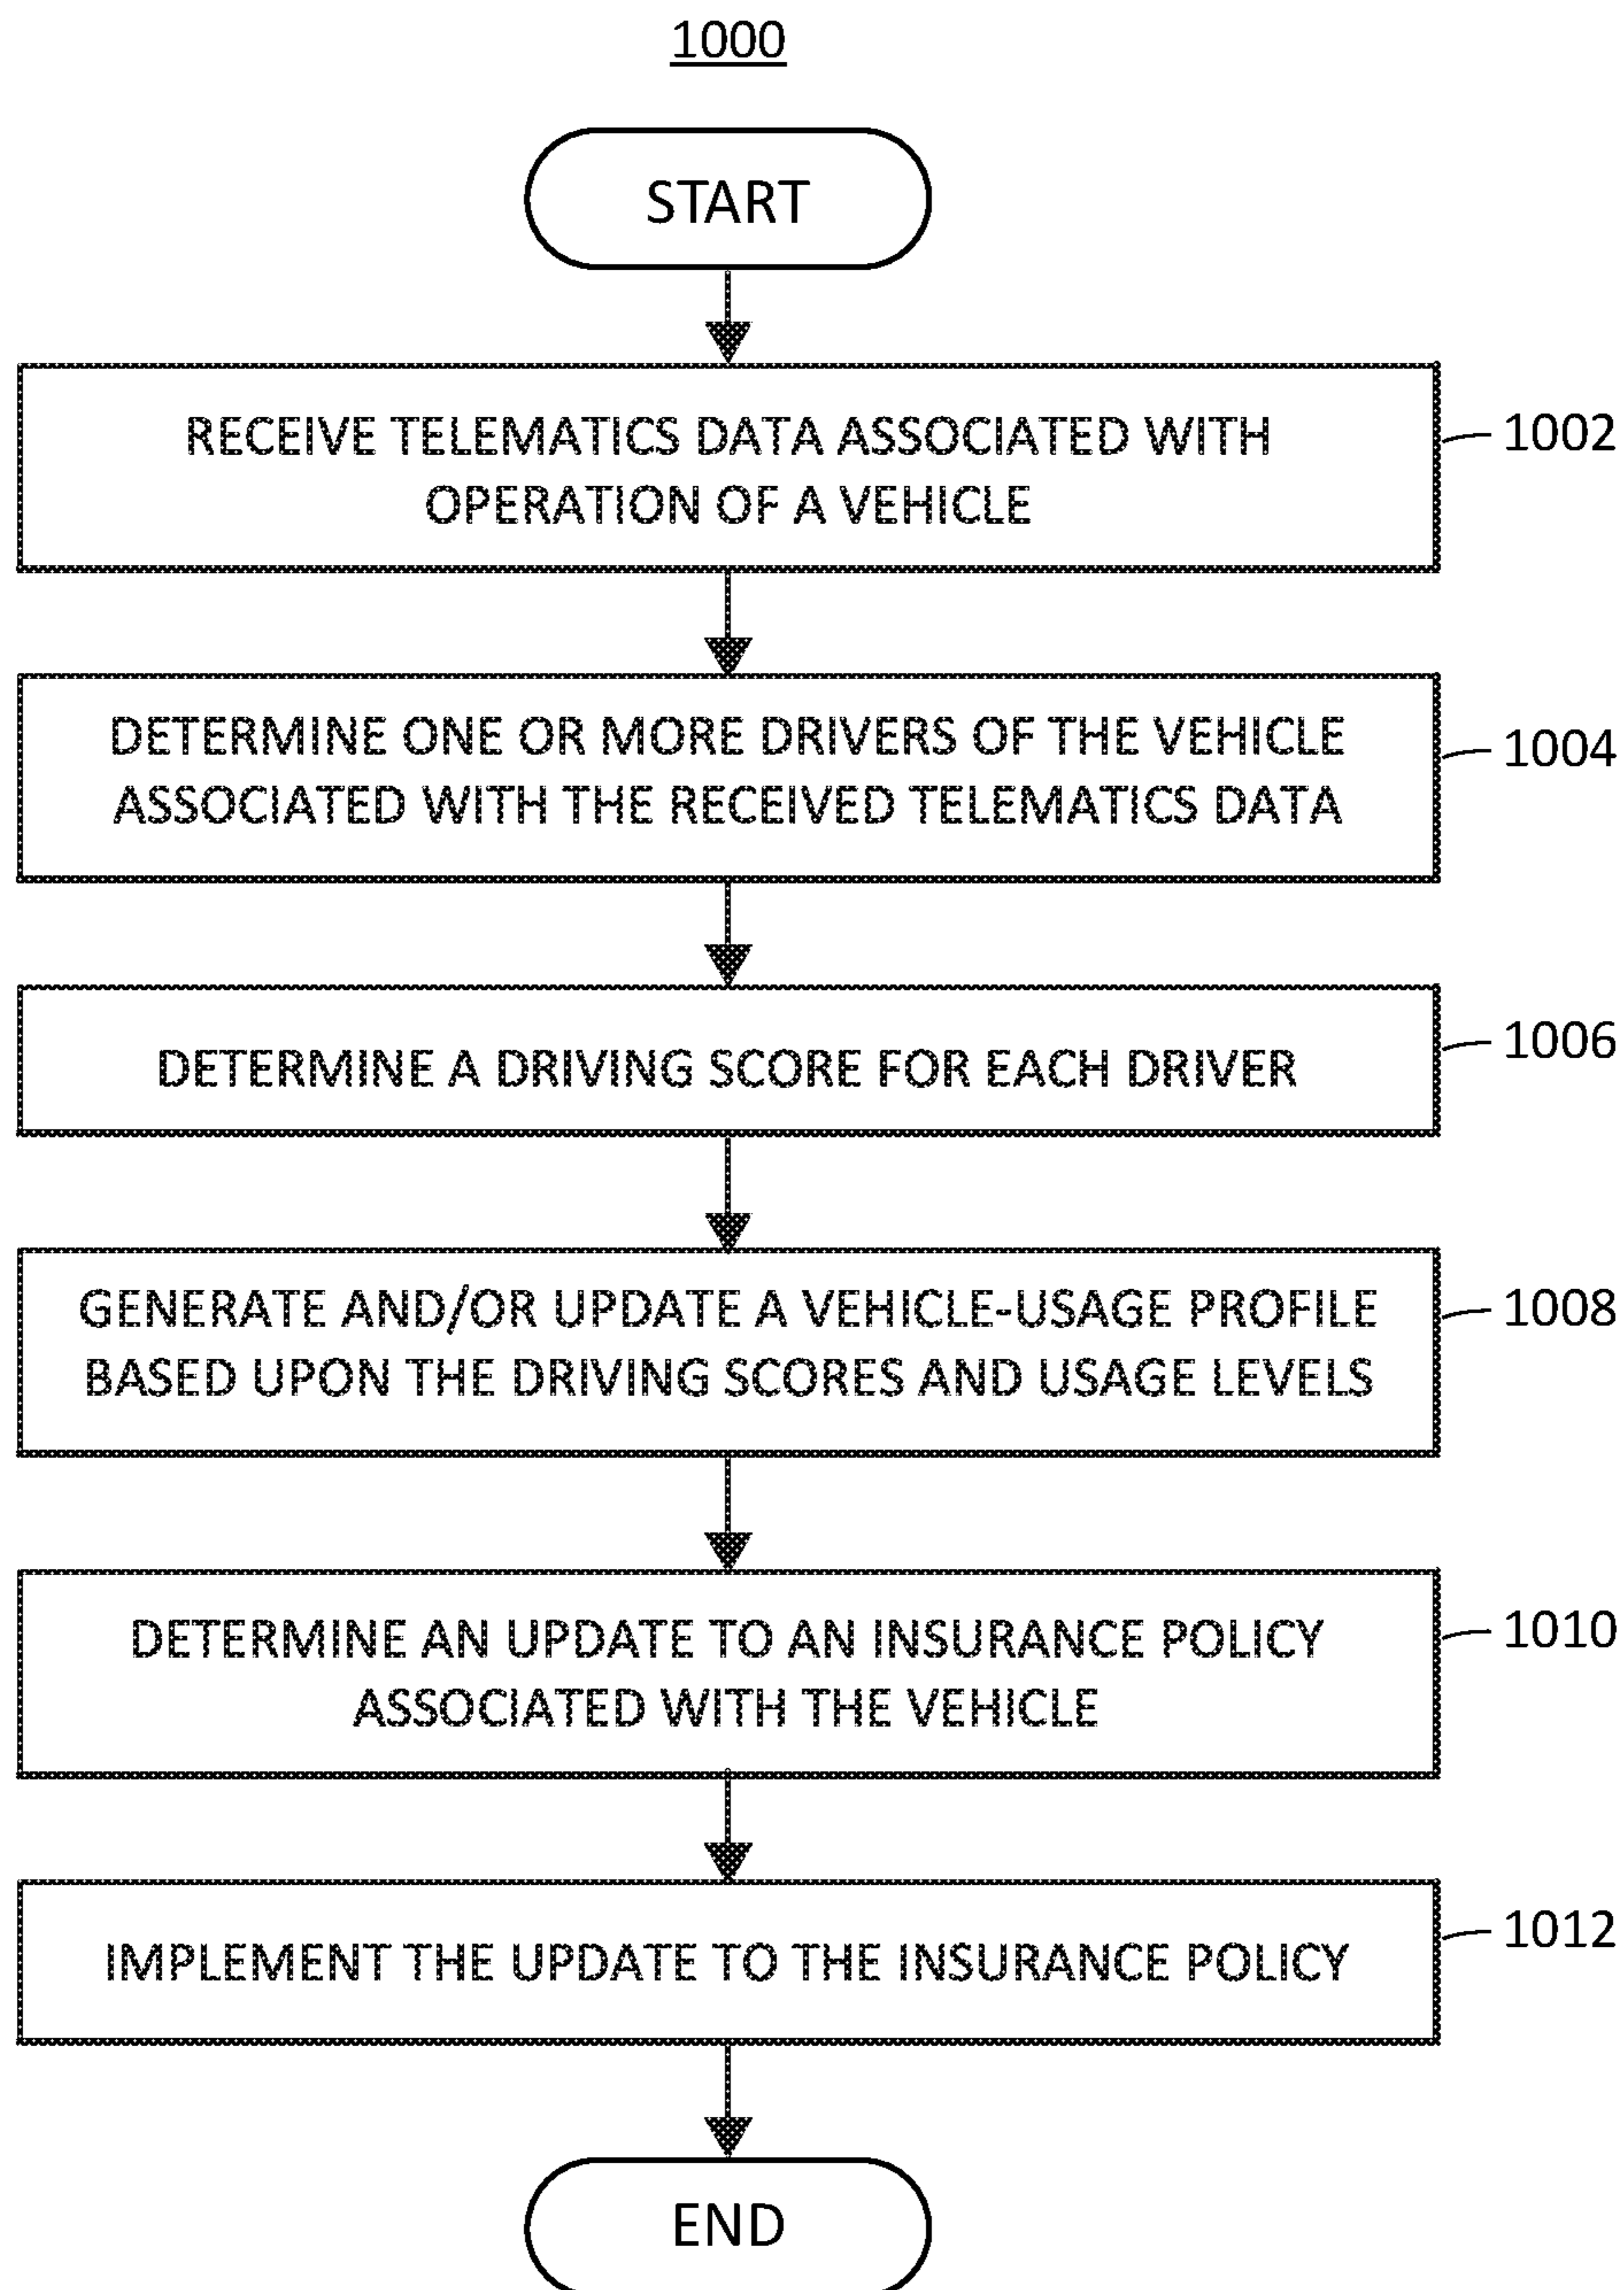 1000
START
RECEIVE TELEMATICS DATA ASSOCIATED WITH
OPERATION OF A VEHICLE
1002
DETERMINE ONE OR MORE DRIVERS OF THE VEHICLE
ASSOCIATED WITH THE RECEIVED TELEMATICS DATA
1004
DETERMINE A DRIVING SCORE FOR EACH DRIVER
1006
GENERATE AND/OR UPDATE A VEHICLE-USAGE PROFILE
BASED UPON THE DRIVING SCORES AND USAGE LEVELS
1008
DETERMINE AN UPDATE TO AN INSURANCE POLICY
ASSOCIATED WITH THE VEHICLE
1010
IMPLEMENT THE UPDATE TO THE INSURANCE POLICY
1012
END